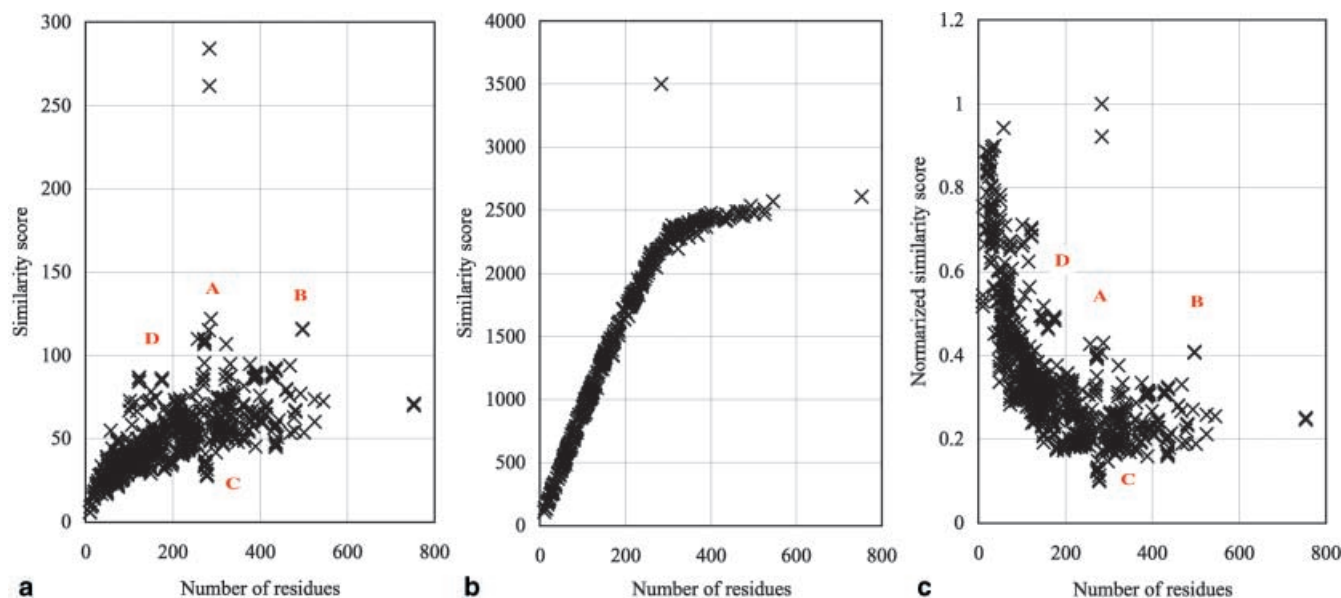 300
250
200
150
100
50
0
Similarity score
A
B
D
C
0 200 400 600 800
Number of residues
a
4000
3500
3000
2500
2000
1500
1000
500
0
Similarity score
0 200 400 600 800
Number of residues
b
1.2
1
0.8
0.6
0.4
0.2
0
Normalized similarity score
D
A
B
C
0 200 400 600 800
Number of residues
c